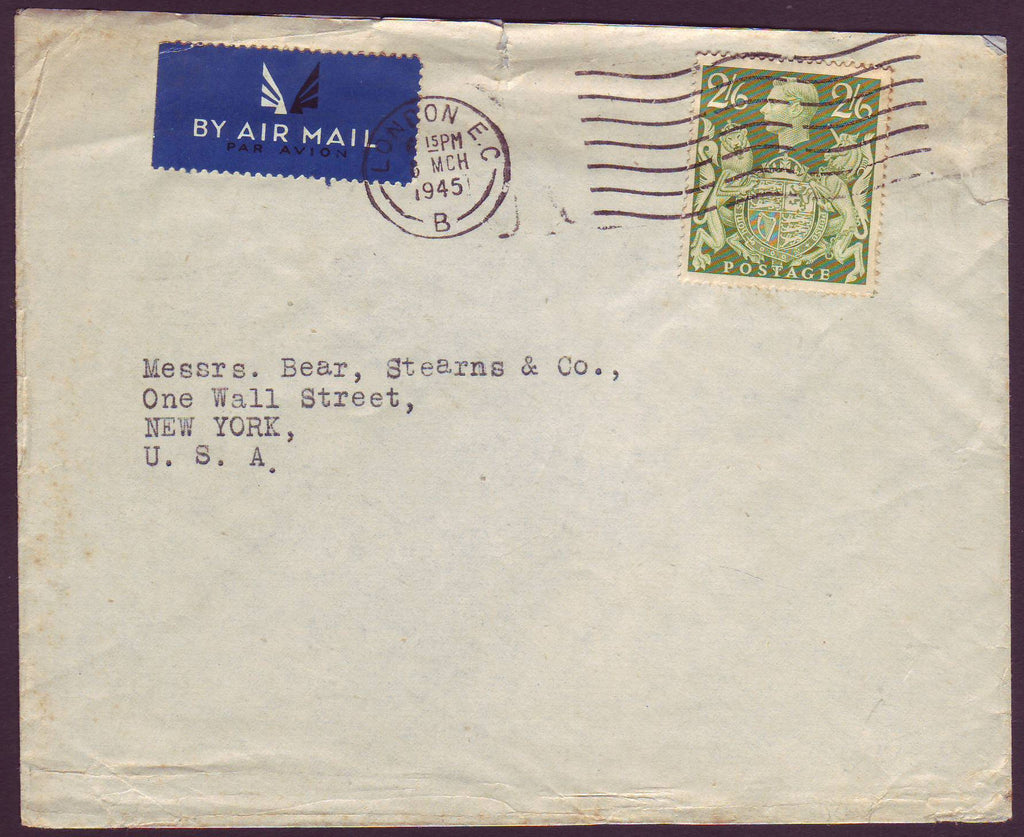 BY AIR MAIL
PAR AVION
LONDON E.C.
15PM
MCH
1945
B
2/6 2/6
POSTAGE
Messrs. Bear, Stearns & Co.,
One Wall Street,
NEW YORK,
U. S. A.